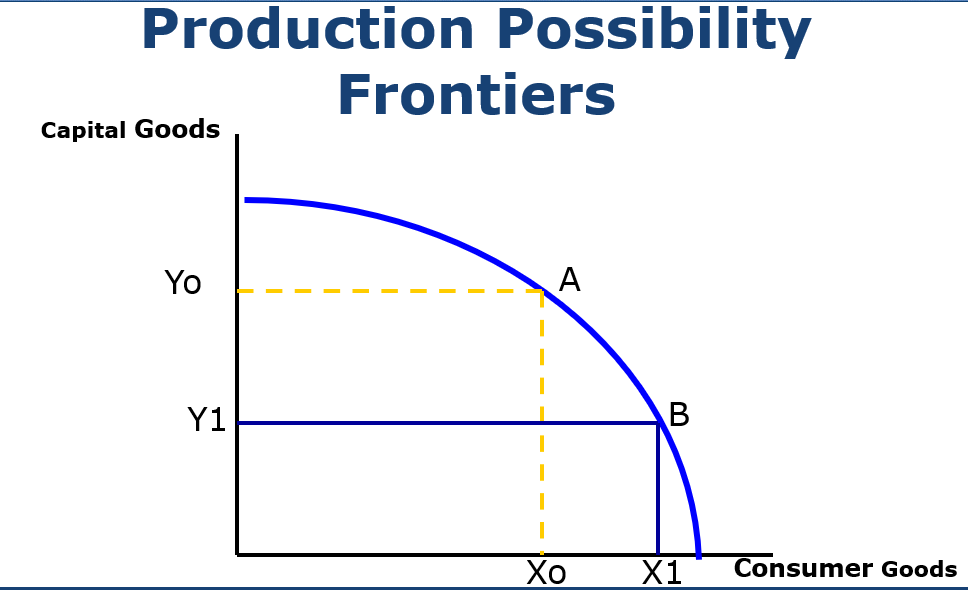 Production Possibility
Frontiers
Capital Goods
Yo
A
Y1
B
Xo
X1
Consumer Goods